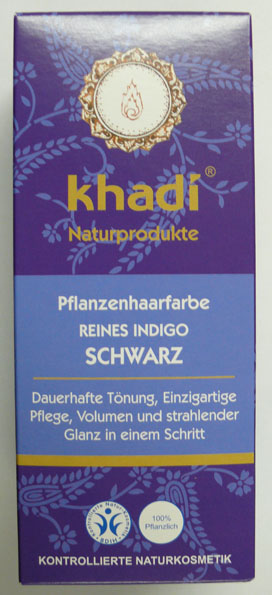 khadi®
Naturprodukte
Pflanzenhaarfarbe
REINES INDIGO
SCHWARZ
Dauerhafte Tönung, Einzigartige
Pflege, Volumen und strahlender
Glanz in einem Schritt
BDIH
100%
Pflanzlich
KONTROLLIERTE NATURKOSMETIK